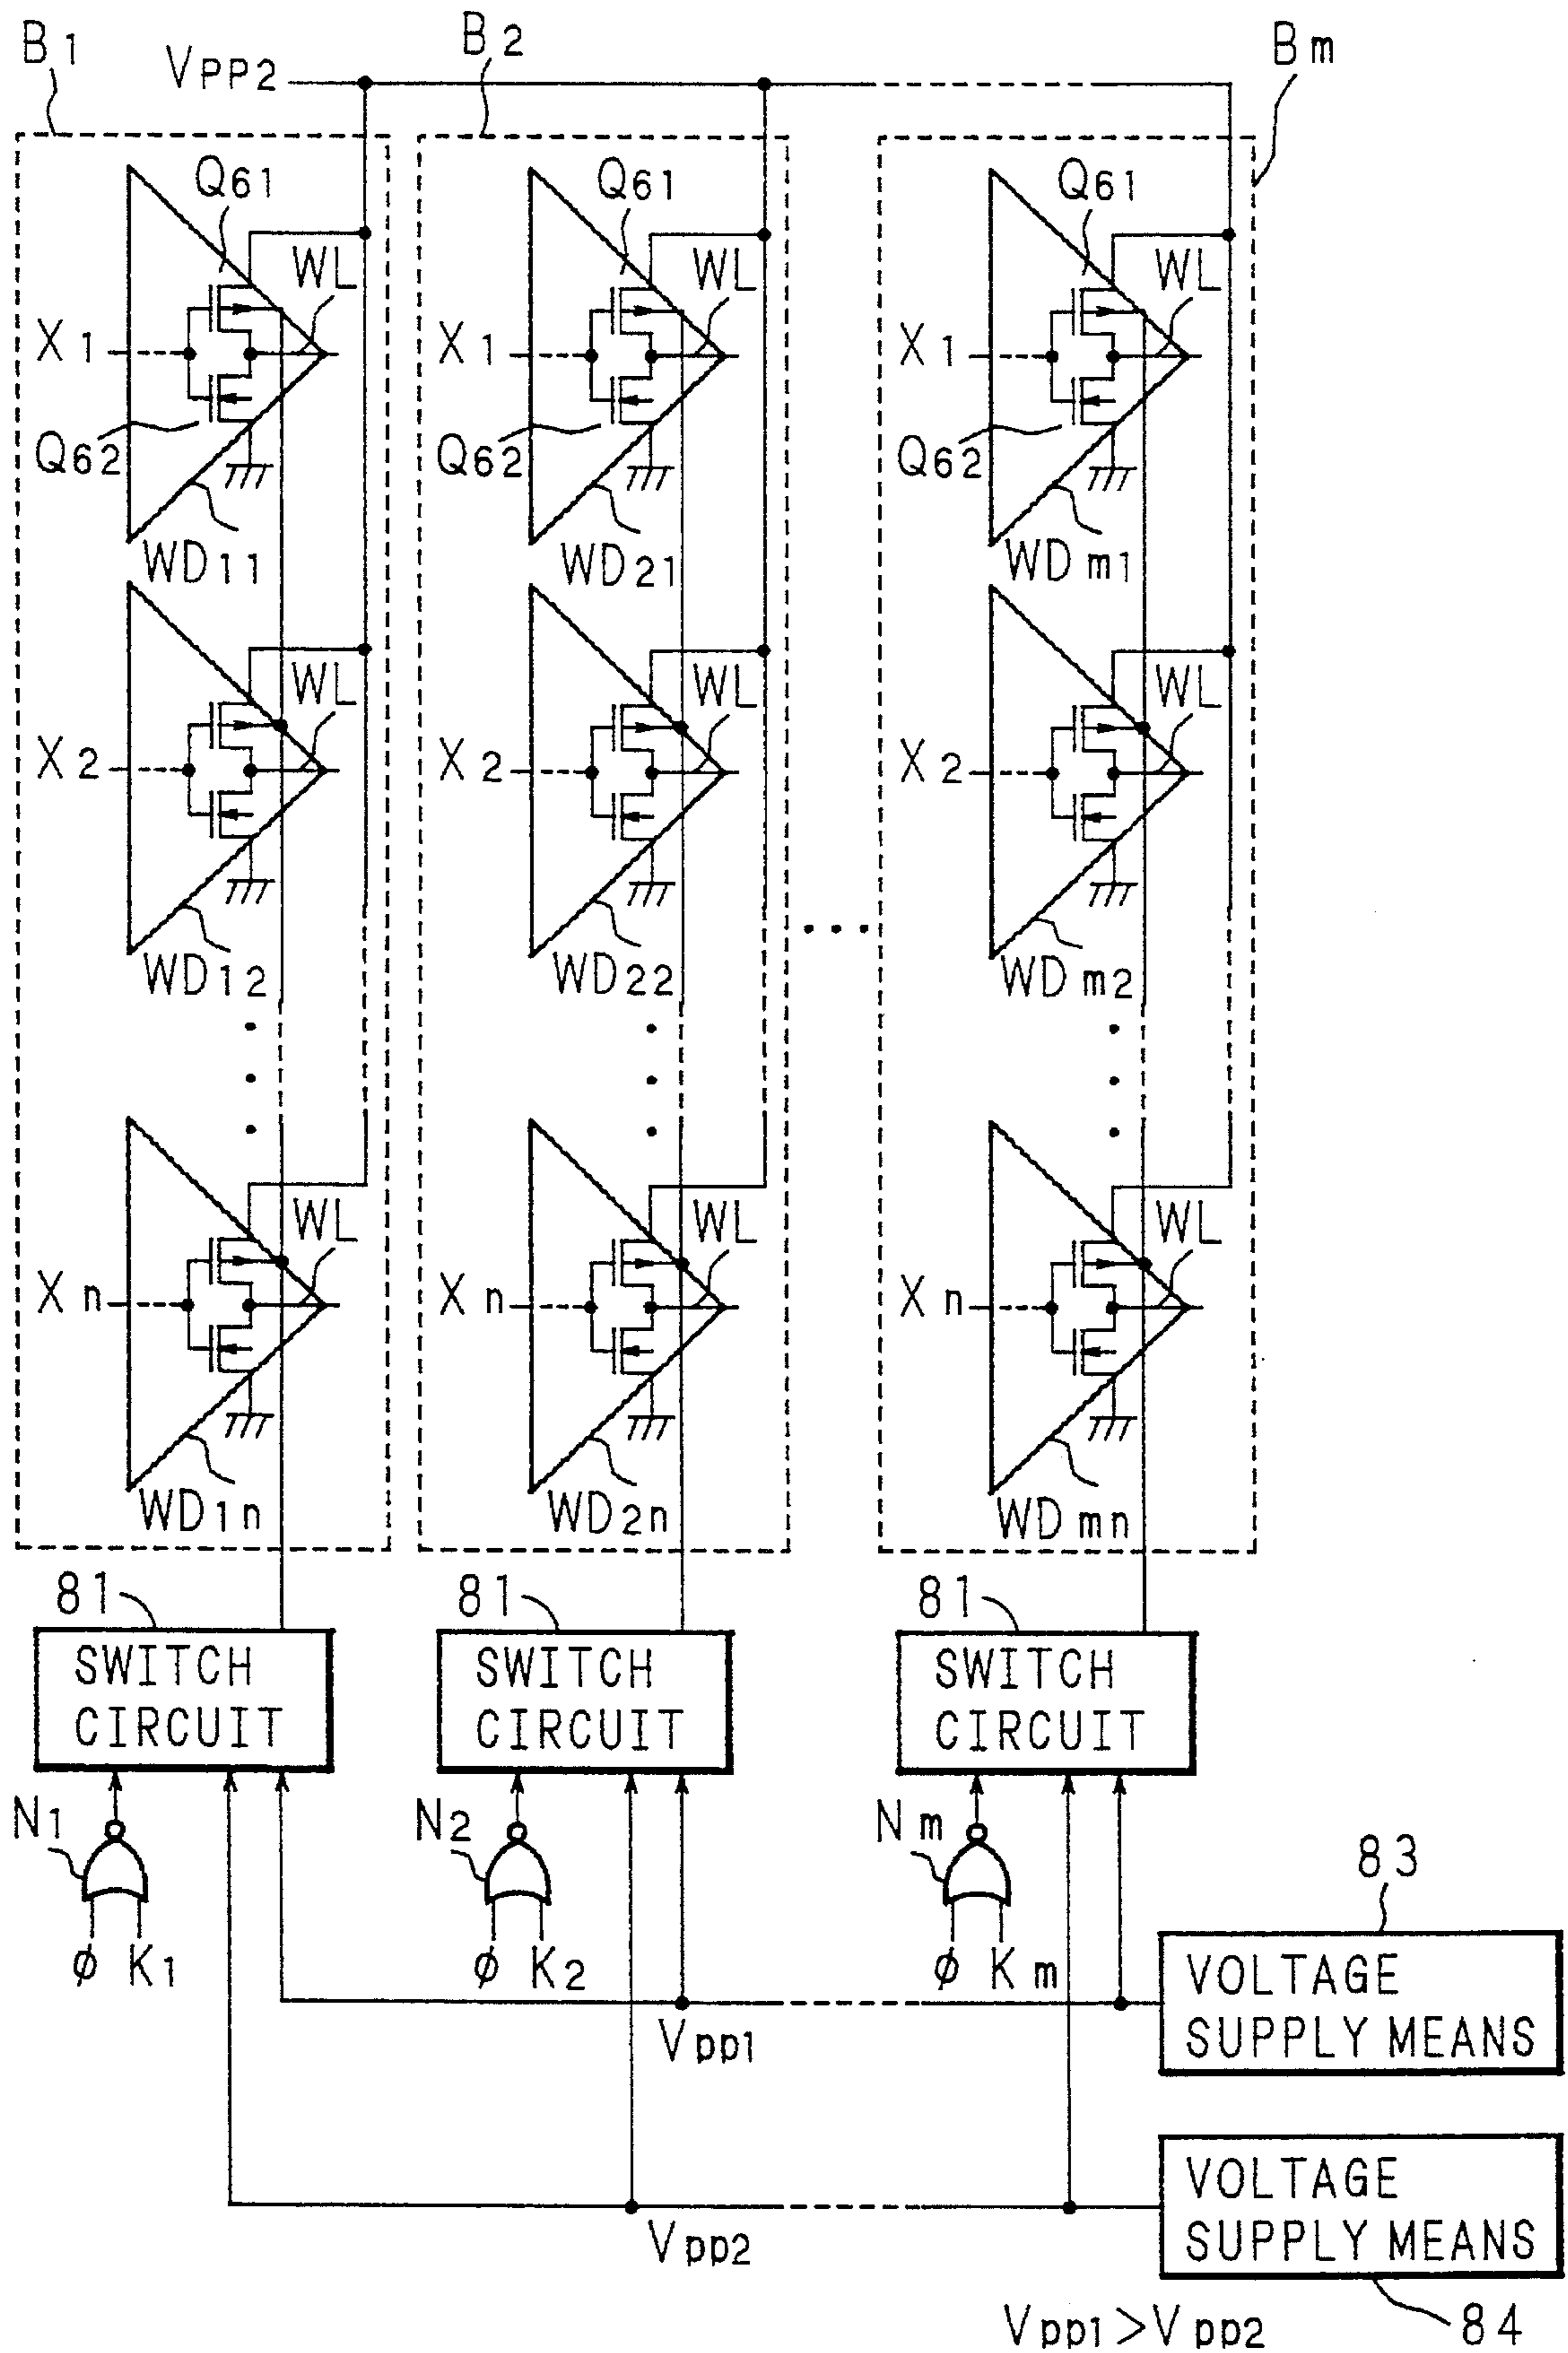 B1
VPP2
B2
Bm
Q61
Q61
Q61
WL
WL
WL
X1
X1
X1
Q62
Q62
Q62
WD11
WD21
WDm1
WL
WL
WL
X2
X2
X2
WD12
WD22
WDm2
WL
WL
WL
Xn
Xn
Xn
WD1n
WD2n
WDmn
81
81
81
SWITCH
CIRCUIT
SWITCH
CIRCUIT
SWITCH
CIRCUIT
N1
N2
Nm
ø K1
ø K2
ø Km
83
VOLTAGE
SUPPLY MEANS
Vpp1
VOLTAGE
SUPPLY MEANS
Vpp2
84
Vpp1>Vpp2